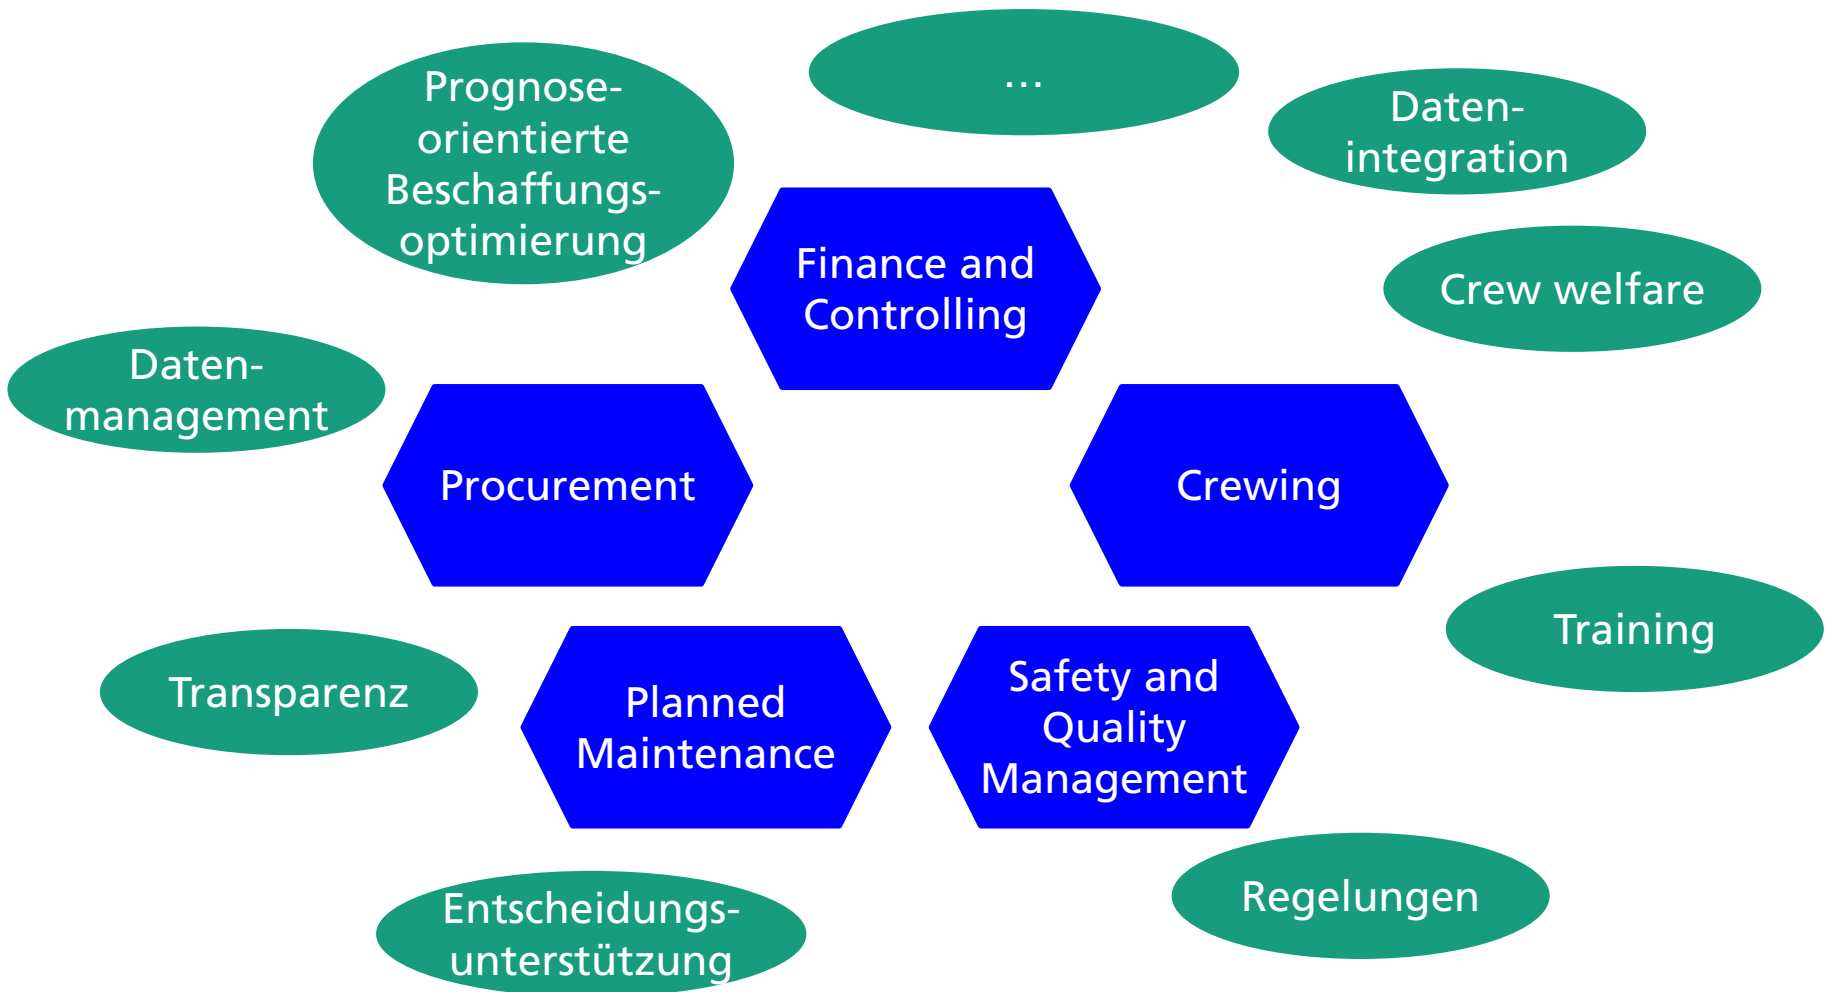 Prognose-
orientierte
Beschaffungs-
optimierung
...
Daten-
integration
Finance and
Controlling
Crew welfare
Daten-
management
Procurement
Crewing
Training
Transparenz
Planned
Maintenance
Safety and
Quality
Management
Regelungen
Entscheidungs-
unterstützung